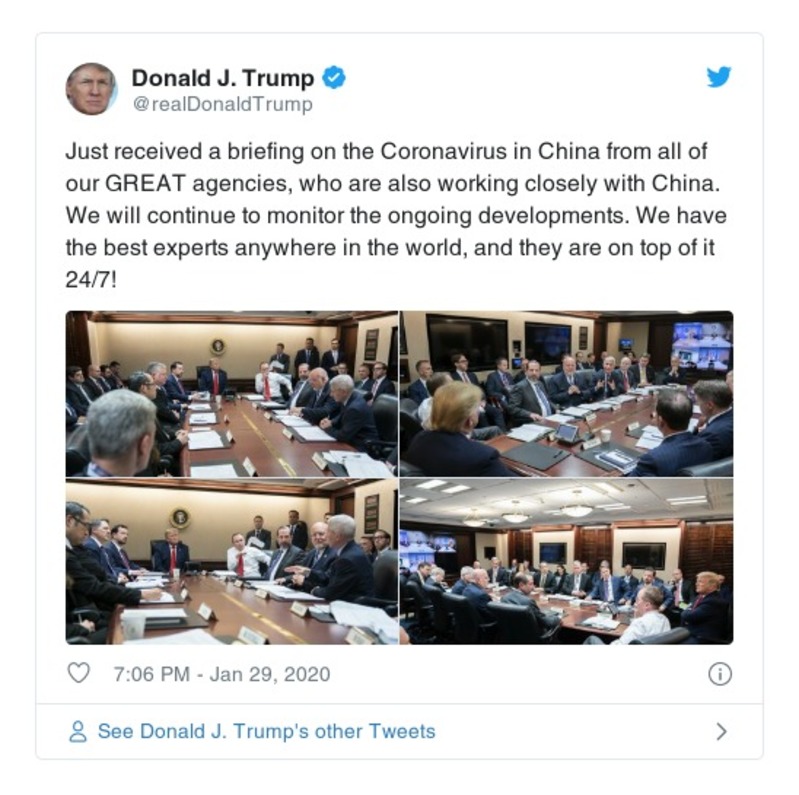 Donald J. Trump
@realDonaldTrump
Just received a briefing on the Coronavirus in China from all of
our GREAT agencies, who are also working closely with China.
We will continue to monitor the ongoing developments. We have
the best experts anywhere in the world, and they are on top of it
24/7!
7:06 PM - Jan 29, 2020
See Donald J. Trump's other Tweets